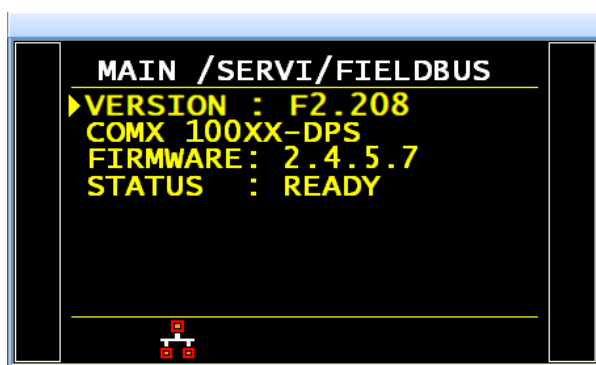 MAIN /SERVI/FIELDBUS
VERSION : F2.208
COMX 100XX-DPS
FIRMWARE: 2.4.5.7
STATUS : READY